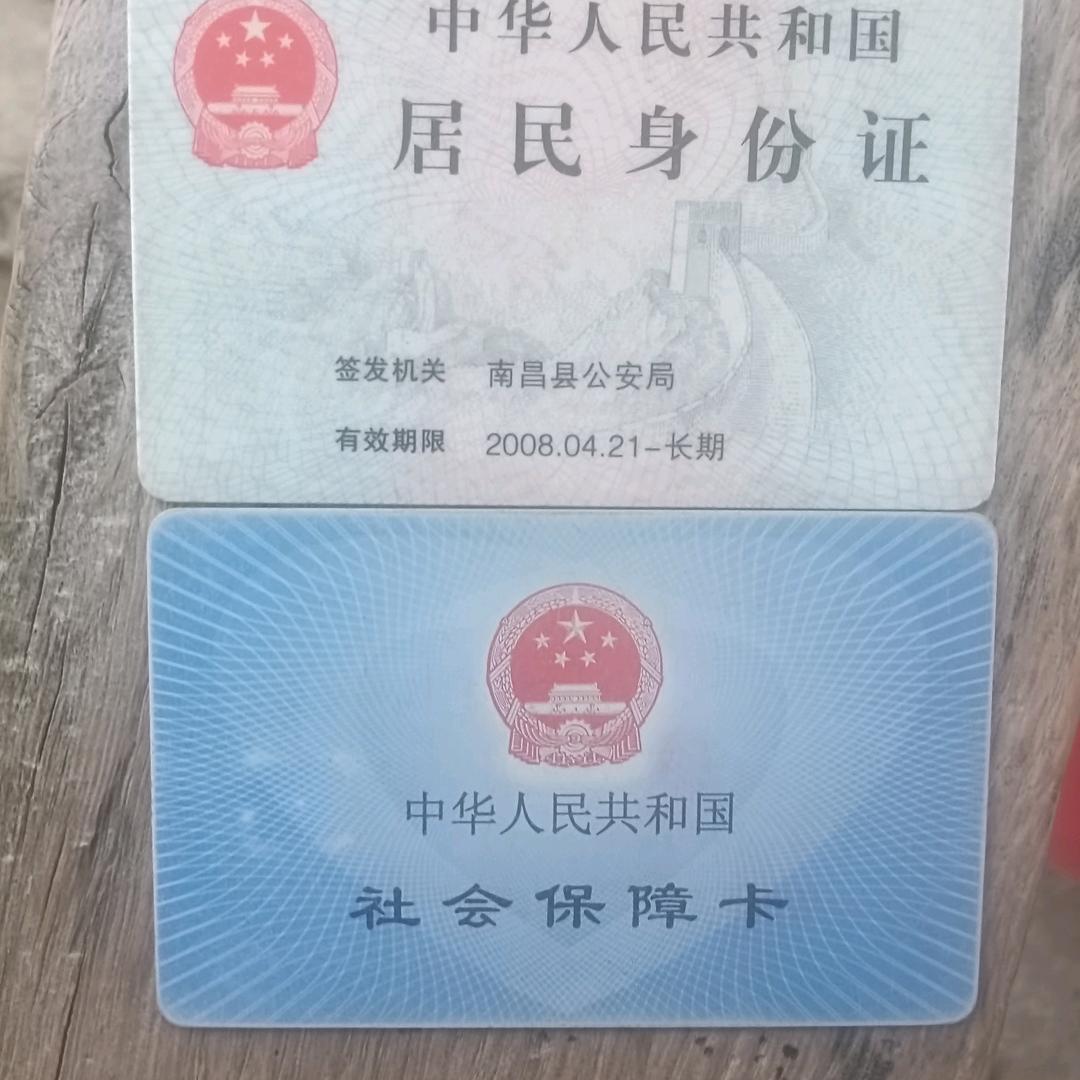 中华人民共和国
居民身份证
签发机关 南昌县公安局
有效期限 2008.04.21-长期
中华人民共和国
社会保障卡